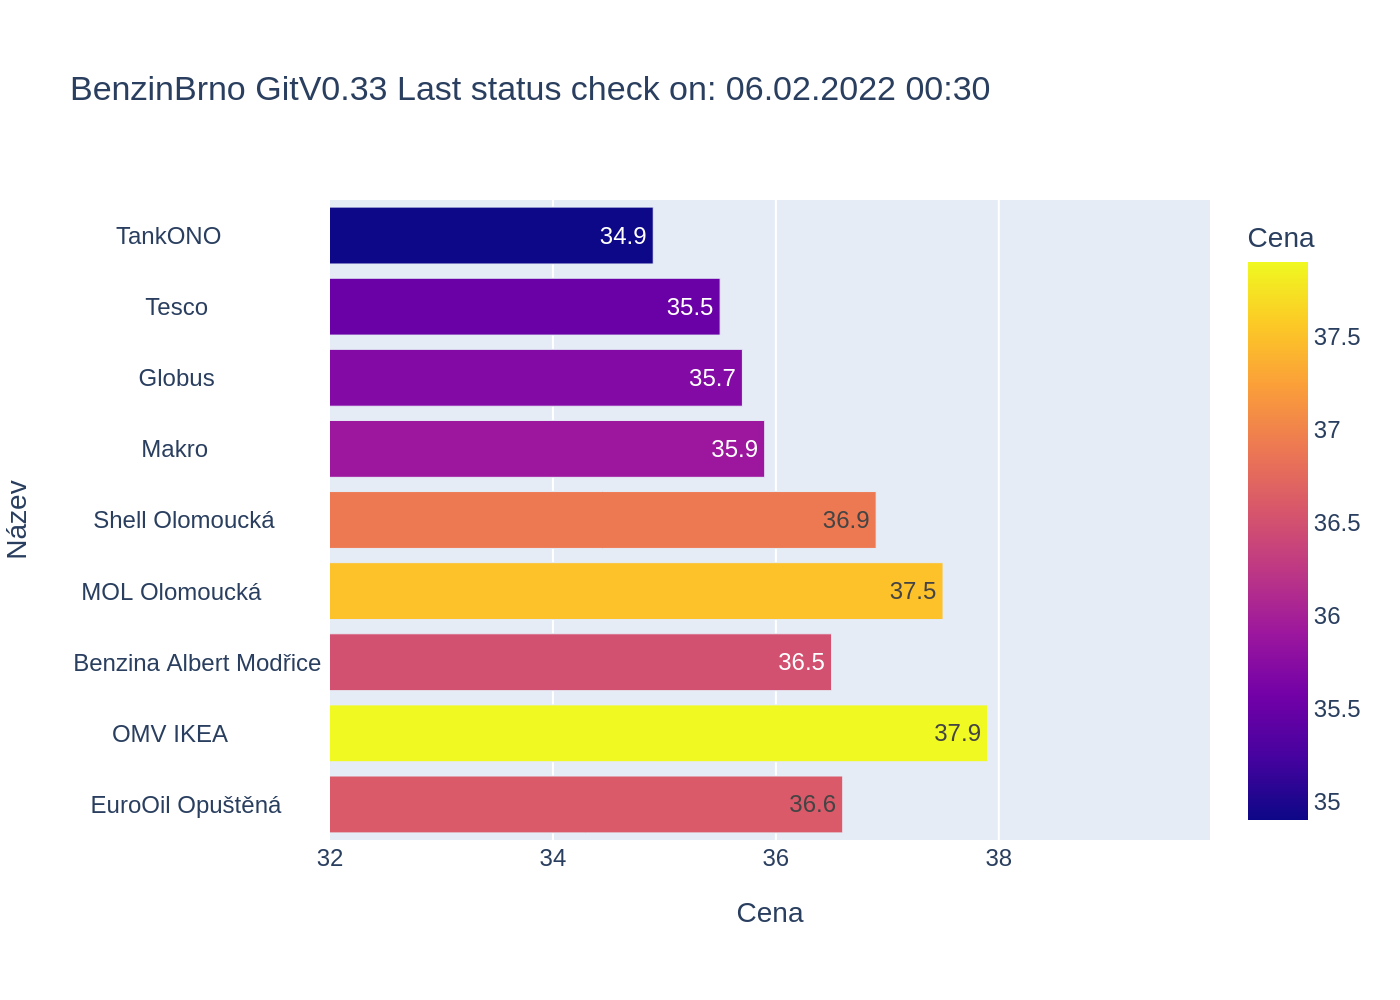 BenzinBrno GitV0.33 Last status check on: 06.02.2022 00:30
Název
TankONO 34.9
Tesco 35.5
Globus 35.7
Makro 35.9
Shell Olomoucká 36.9
MOL Olomoucká 37.5
Benzina Albert Modřice 36.5
OMV IKEA 37.9
EuroOil Opuštěná 36.6
32 34 36 38
Cena
Cena
37.5
37
36.5
36
35.5
35